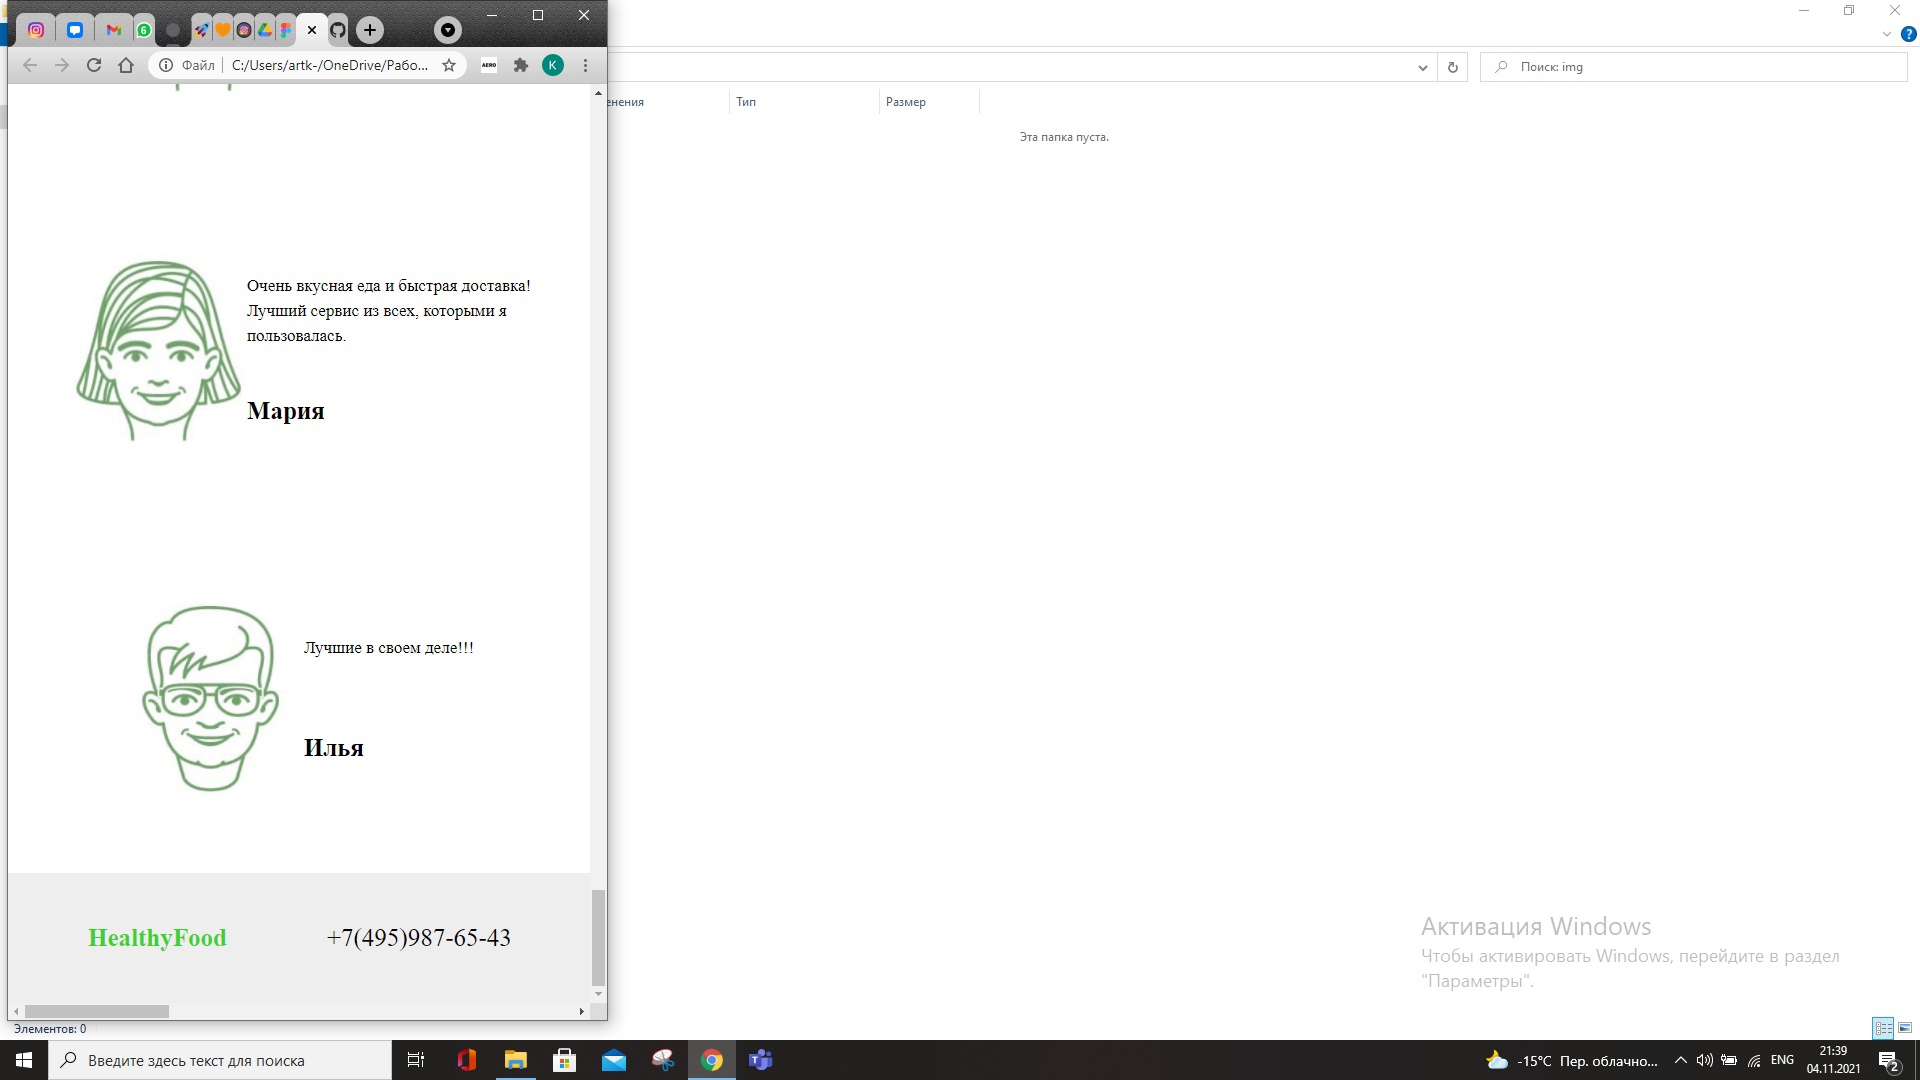 6
Файл
C:/Users/artk-/OneDrive/Рабо...
AERO
K
?
Поиск: img
енения
Тип
Размер
Эта папка пуста.
Очень вкусная еда и быстрая доставка!
Лучший сервис из всех, которыми я
пользовалась.
Мария
Лучшие в своем деле!!!
Илья
HealthyFood
+7(495)987-65-43
Активация Windows
Чтобы активировать Windows, перейдите в раздел
"Параметры".
Элементов: 0
Введите здесь текст для поиска
-15°C Пер. облачно...
ENG
21:39
04.11.2021
2